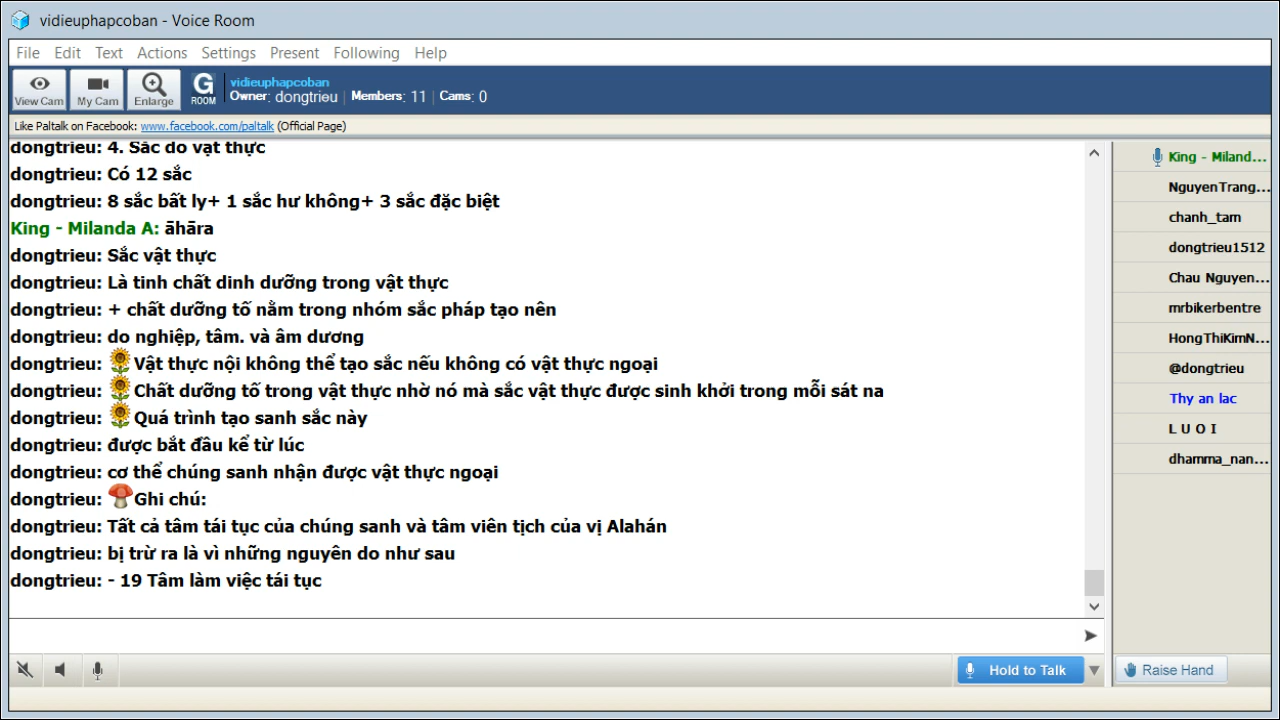 vidieuphapcoban - Voice Room
File Edit Text Actions Settings Present Following Help
View Cam My Cam Enlarge G ROOM
vidieuphapcoban
Owner: dongtrieu | Members: 11 | Cams: 0
Like Paltalk on Facebook: www.facebook.com/paltalk (Official Page)
dongtrieu: 4. Sắc do vật thực
dongtrieu: Có 12 sắc
dongtrieu: 8 sắc bất ly+ 1 sắc hư không+ 3 sắc đặc biệt
King - Milanda A: āhāra
dongtrieu: Sắc vật thực
dongtrieu: Là tinh chất dinh dưỡng trong vật thực
dongtrieu: + chất dưỡng tố nằm trong nhóm sắc pháp tạo nên
dongtrieu: do nghiệp, tâm. và âm dương
dongtrieu: Vật thực nội không thể tạo sắc nếu không có vật thực ngoại
dongtrieu: Chất dưỡng tố trong vật thực nhờ nó mà sắc vật thực được sinh khởi trong mỗi sát na
dongtrieu: Quá trình tạo sanh sắc này
dongtrieu: được bắt đầu kể từ lúc
dongtrieu: cơ thể chúng sanh nhận được vật thực ngoại
dongtrieu: Ghi chú:
dongtrieu: Tất cả tâm tái tục của chúng sanh và tâm viên tịch của vị Alahán
dongtrieu: bị trừ ra là vì những nguyên do như sau
dongtrieu: - 19 Tâm làm việc tái tục
King - Miland...
NguyenTrang...
chanh_tam
dongtrieu1512
Chau Nguyen...
mrbikerbentre
HongThiKimN...
@dongtrieu
Thy an lac
L U O I
dhamma_nan...
Hold to Talk
Raise Hand